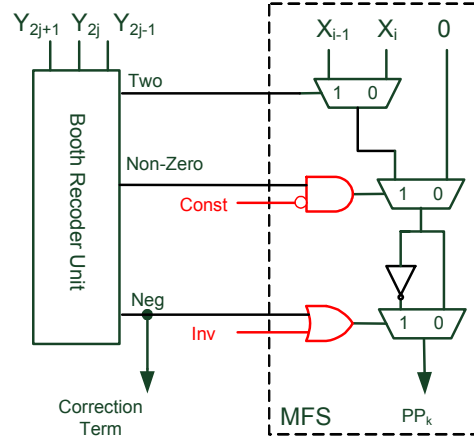 Y2j+1 Y2j Y2j-1
Xi-1 Xi 0
Two
1 0
Booth Recoder Unit
Non-Zero
Const
1 0
Neg
Inv
1 0
Correction
Term
MFS
PPk